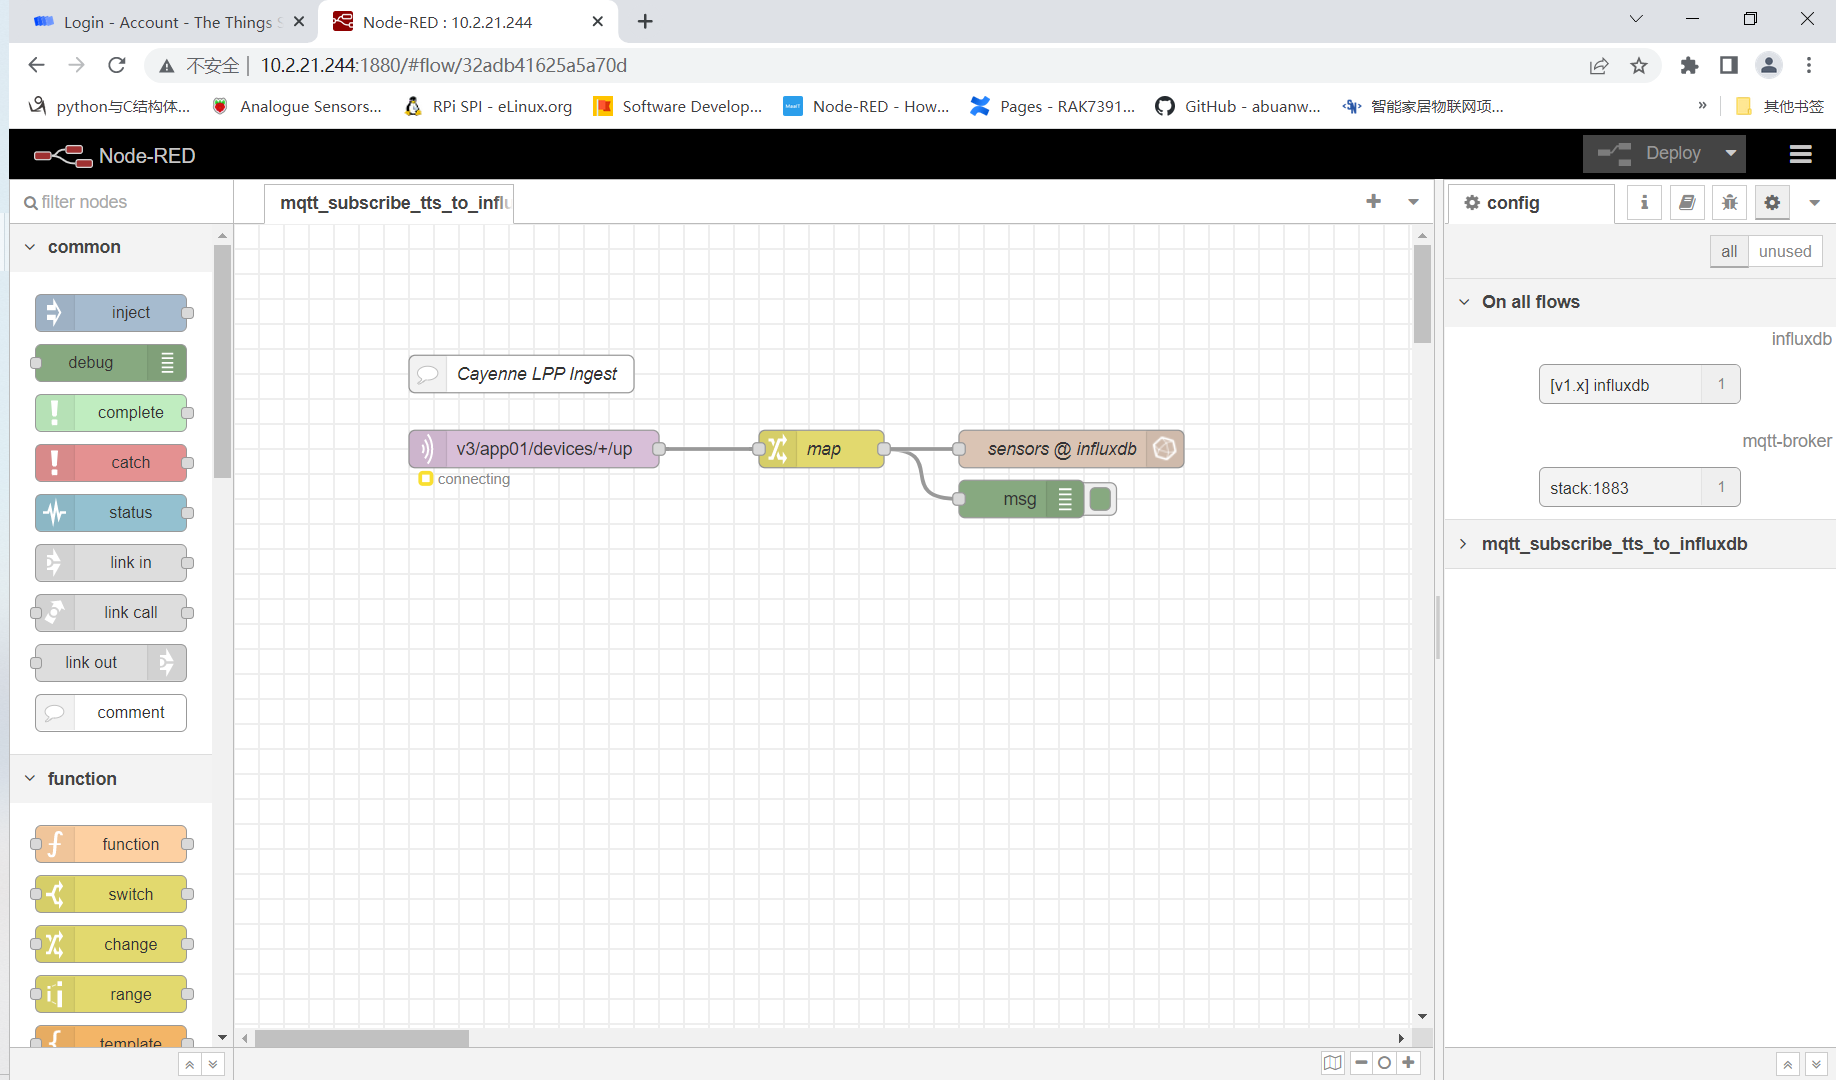 Login - Account - The Things S
Node-RED : 10.2.21.244
不安全
10.2.21.244:1880/#flow/32adb41625a5a70d
python与C结构体...
Analogue Sensors...
RPi SPI - eLinux.org
Software Develop...
Node-RED - How...
Pages - RAK7391...
GitHub - abuanw...
智能家居物联网项...
»
其他书签
Node-RED
Deploy
filter nodes
mqtt_subscribe_tts_to_influ
config
all
unused
common
inject
debug
complete
catch
status
link in
link call
link out
comment
function
function
switch
change
range
template
Cayenne LPP Ingest
v3/app01/devices/+/up
connecting
map
sensors @ influxdb
msg
On all flows
influxdb
[v1.x] influxdb
1
mqtt-broker
stack:1883
1
mqtt_subscribe_tts_to_influxdb